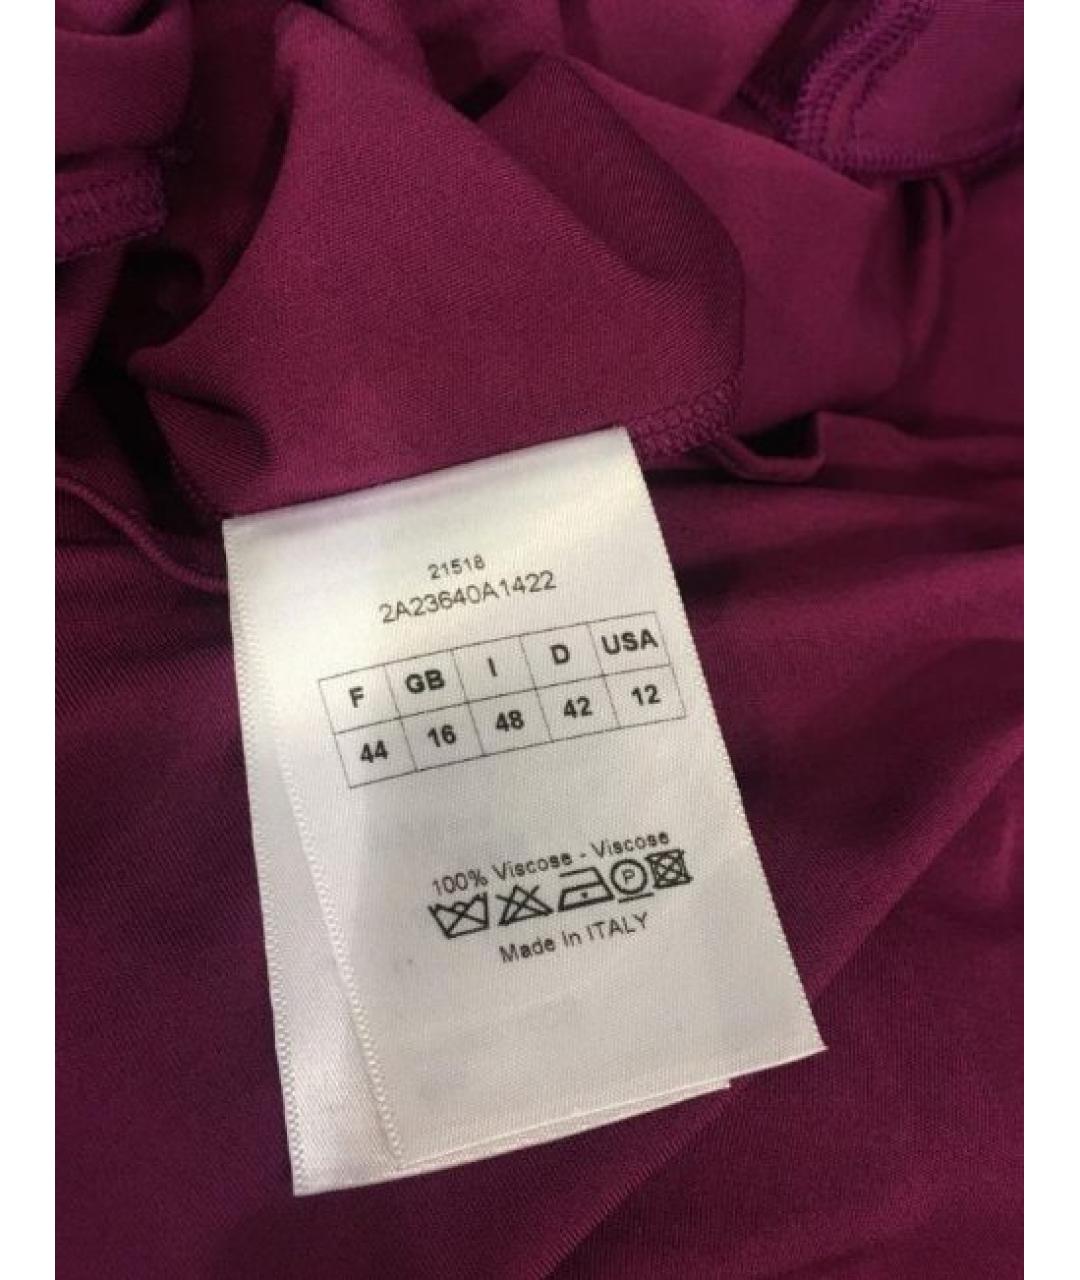 21518
2A23640A1422
F GB I D USA
44 16 48 42 12
100% Viscose - Viscose
P
Made in ITALY